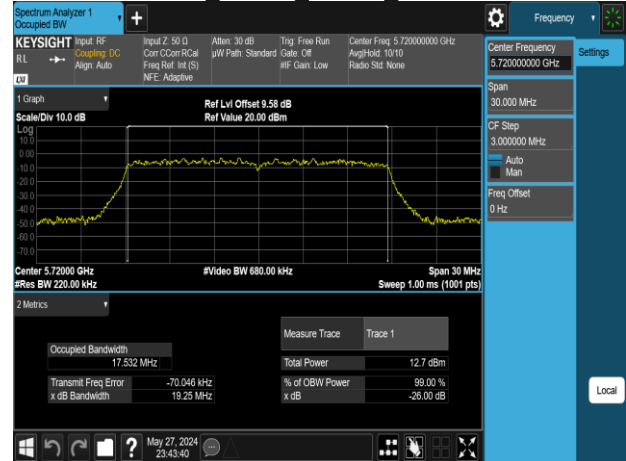 Spectrum Analyzer 1
Occupied BW
Frequency
KEYSIGHT
RL
LXI
Input: RF
Coupling: DC
Align: Auto
Input Z: 50 Ω
Corr CCorr RCal
Freq Ref: Int (S)
NFE: Adaptive
Atten: 30 dB
µW Path: Standard
Trig: Free Run
Gate: Off
#IF Gain: Low
Center Freq: 5.720000000 GHz
Avg|Hold: 10/10
Radio Std: None
Center Frequency
5.720000000 GHz
Settings
Span
30.000 MHz
CF Step
3.000000 MHz
Auto
Man
Freq Offset
0 Hz
Local
1 Graph
Scale/Div 10.0 dB
Ref Lvl Offset 9.58 dB
Ref Value 20.00 dBm
Log
10.0
0.00
-10.0
-20.0
-30.0
-40.0
-50.0
-60.0
-70.0
Center 5.72000 GHz
#Res BW 220.00 kHz
#Video BW 680.00 kHz
Span 30 MHz
Sweep 1.00 ms (1001 pts)
2 Metrics
Measure Trace Trace 1
Occupied Bandwidth
17.532 MHz
Total Power 12.7 dBm
Transmit Freq Error -70.046 kHz
% of OBW Power 99.00 %
x dB Bandwidth 19.25 MHz
x dB -26.00 dB
?
May 27, 2024
23:43:40